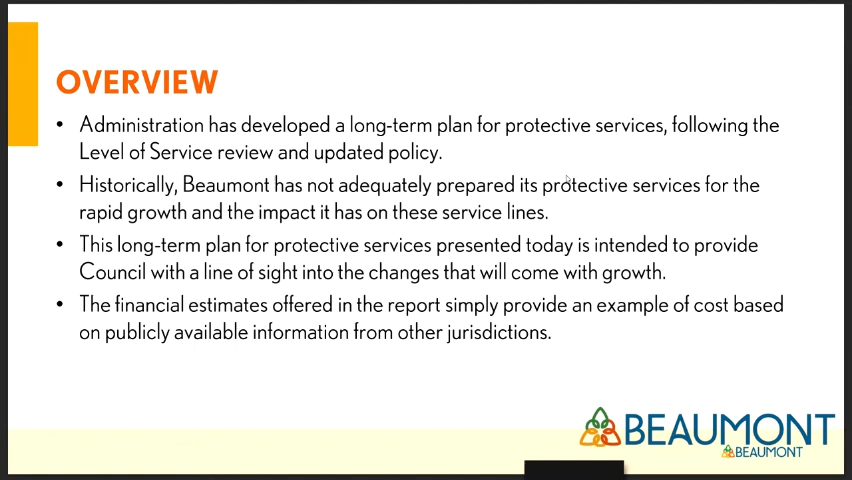 OVERVIEW
• Administration has developed a long-term plan for protective services, following the
Level of Service review and updated policy.
• Historically, Beaumont has not adequately prepared its protective services for the
rapid growth and the impact it has on these service lines.
• This long-term plan for protective services presented today is intended to provide
Council with a line of sight into the changes that will come with growth.
• The financial estimates offered in the report simply provide an example of cost based
on publicly available information from other jurisdictions.
BEAUMONT
BEAUMONT